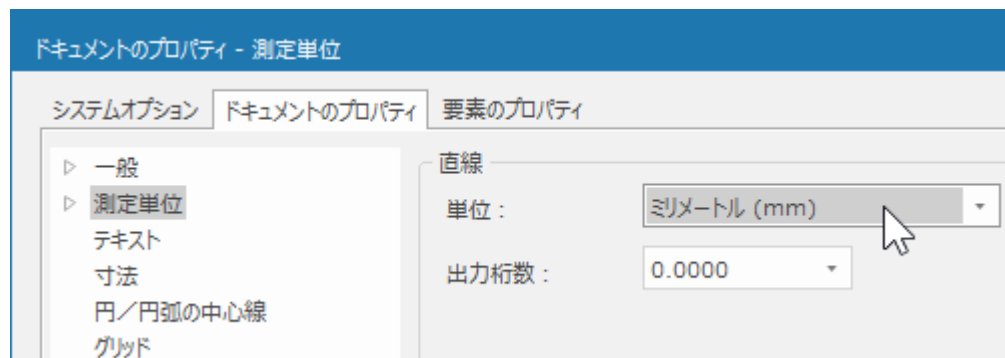 ドキュメントのプロパティ - 測定単位
システムオプション ドキュメントのプロパティ 要素のプロパティ
一般
測定単位
テキスト
寸法
円／円弧の中心線
グリッド
直線
単位：
ミリメートル (mm)
出力桁数：
0.0000